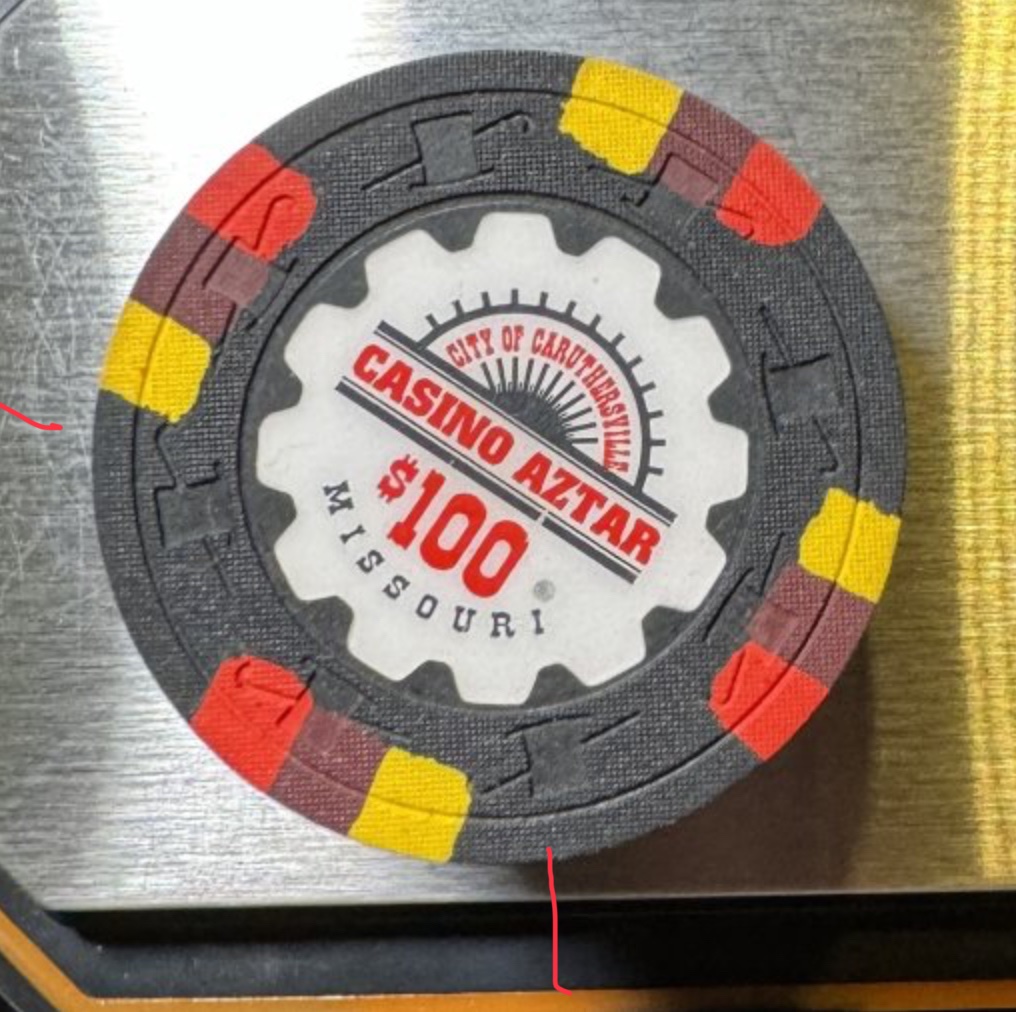 CITY OF CARUTHERSVILLE
CASINO AZTAR
$100
MISSOURI